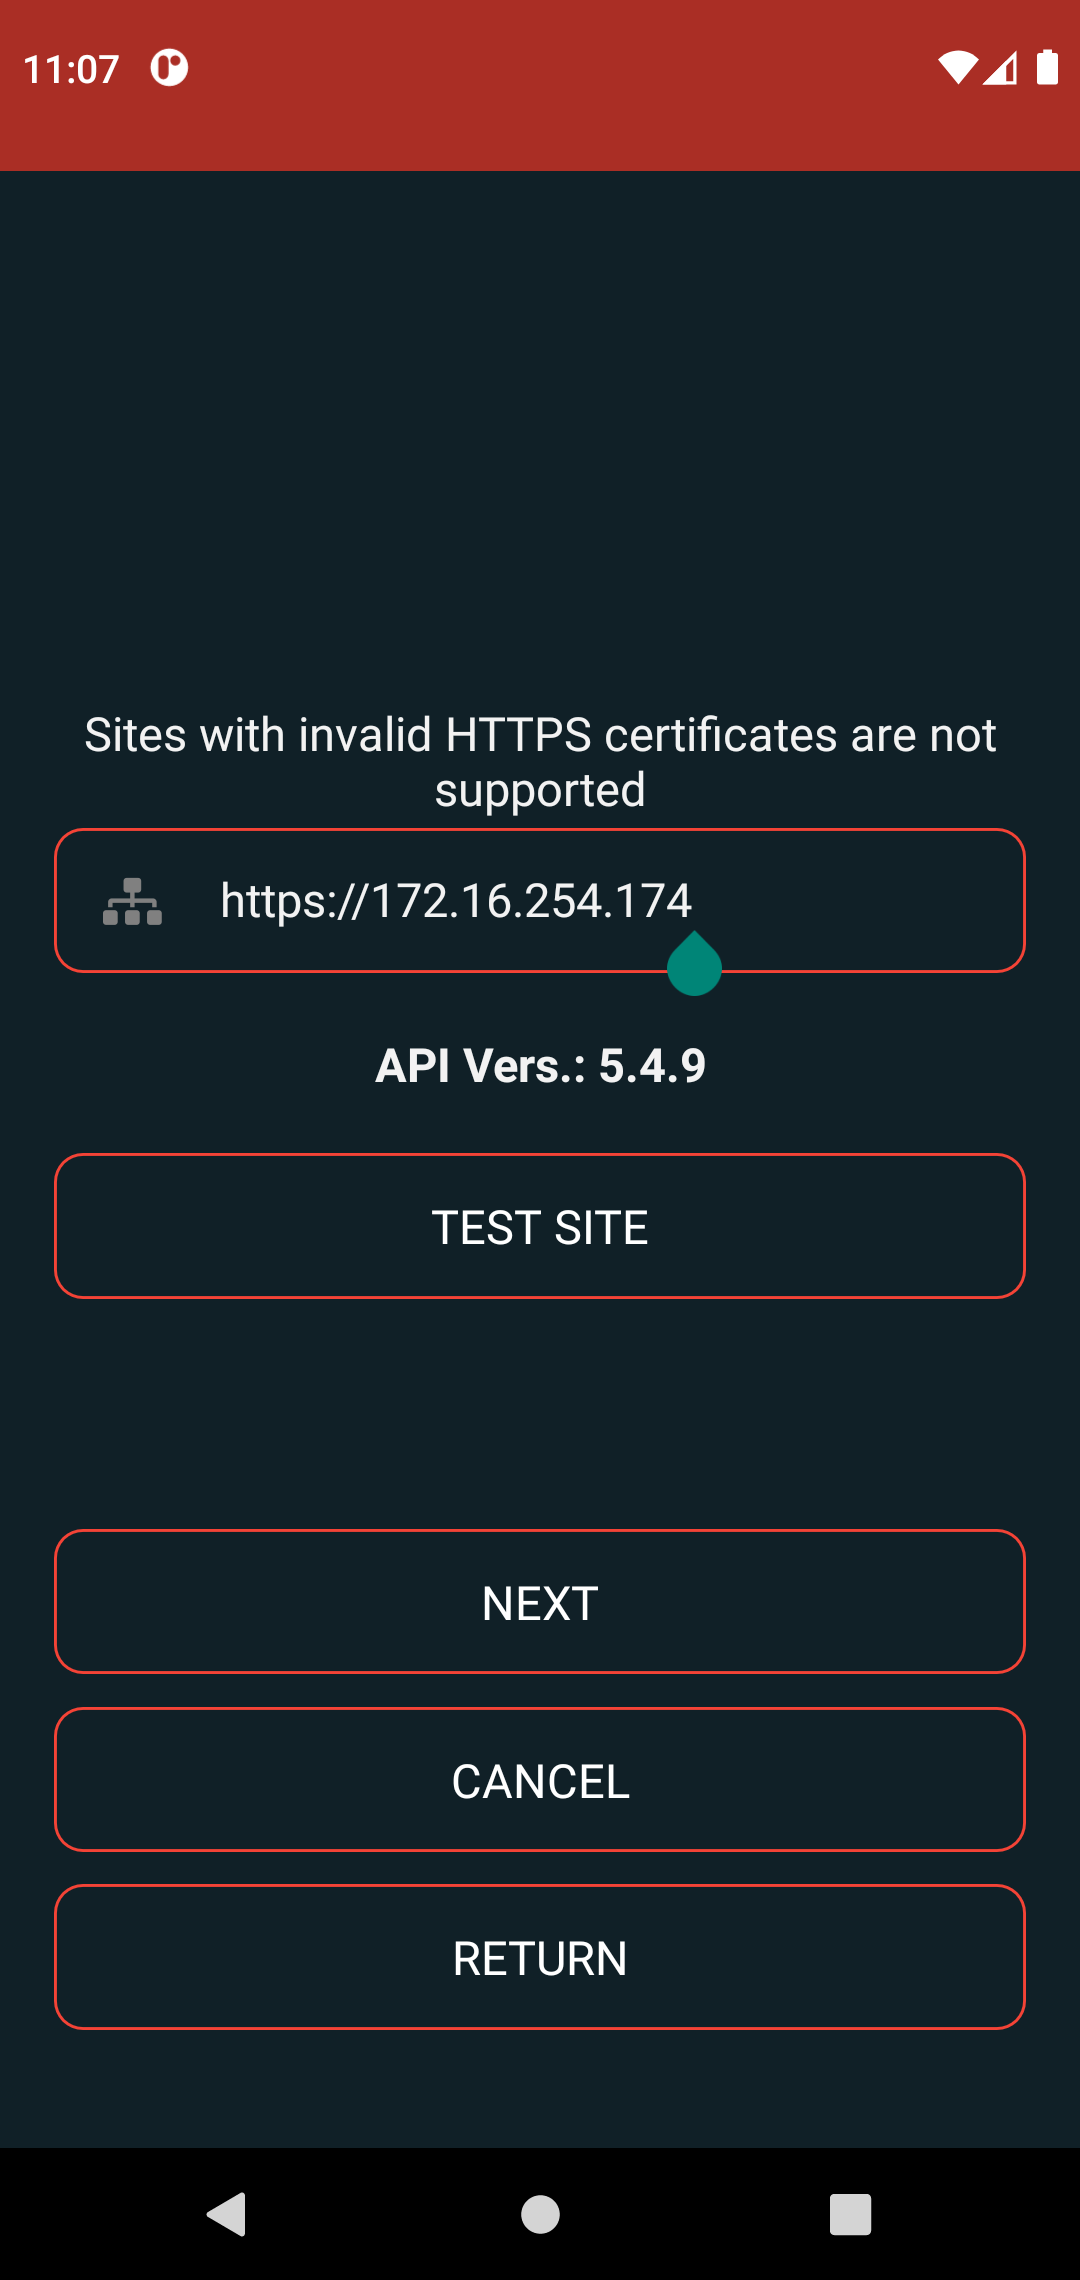 11:07
Sites with invalid HTTPS certificates are not
supported
https://172.16.254.174
API Vers.: 5.4.9
TEST SITE
NEXT
CANCEL
RETURN